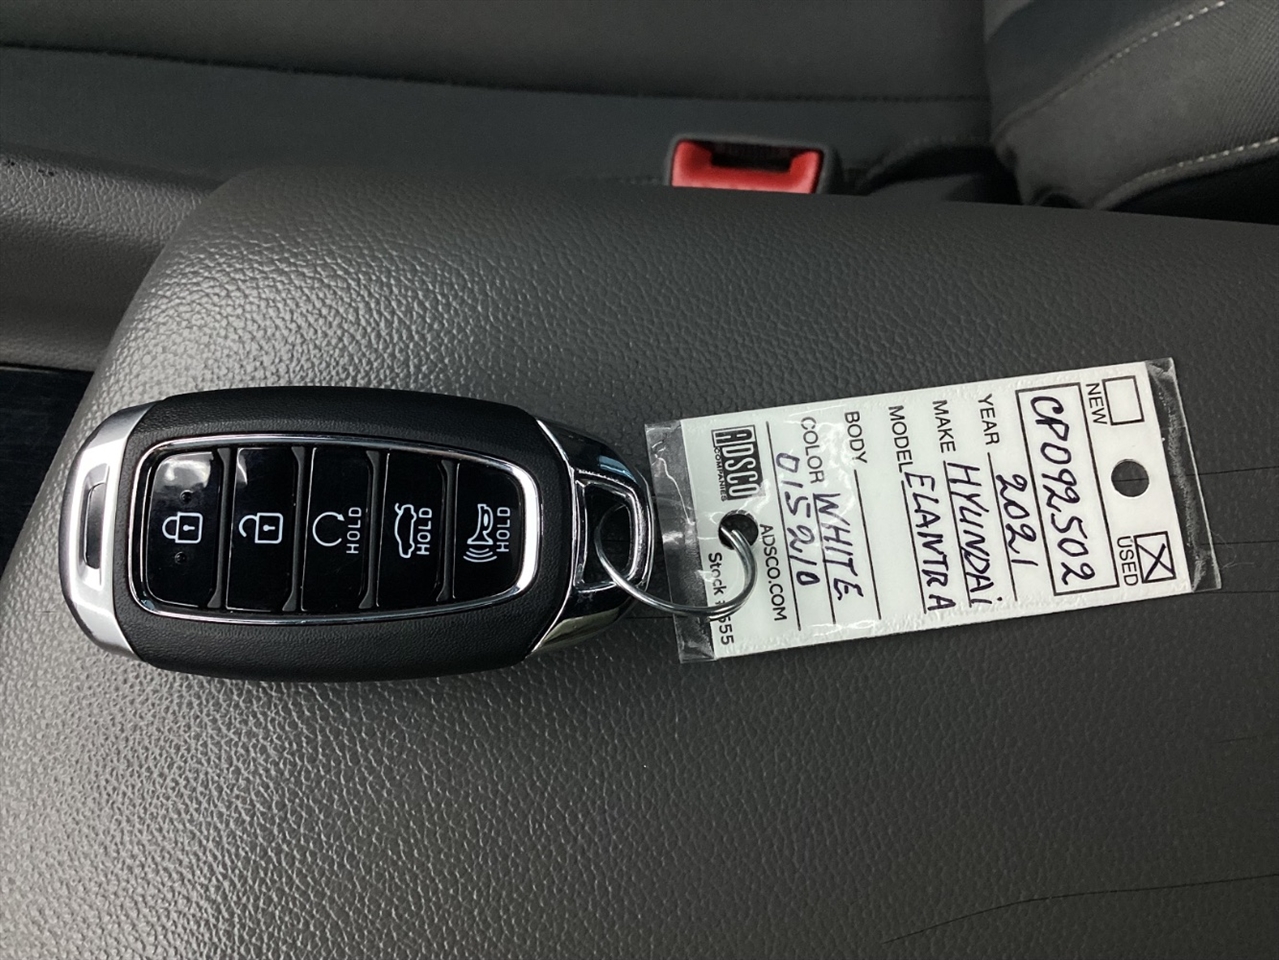 HOLD
HOLD
HOLD
NEW
USED
CP092502
YEAR 2021
MAKE HYUNDAi
MODEL ELANTRA
BODY
COLOR WHITE
015210
ADSCO
COMPANIES
ADSCO.COM
Stock